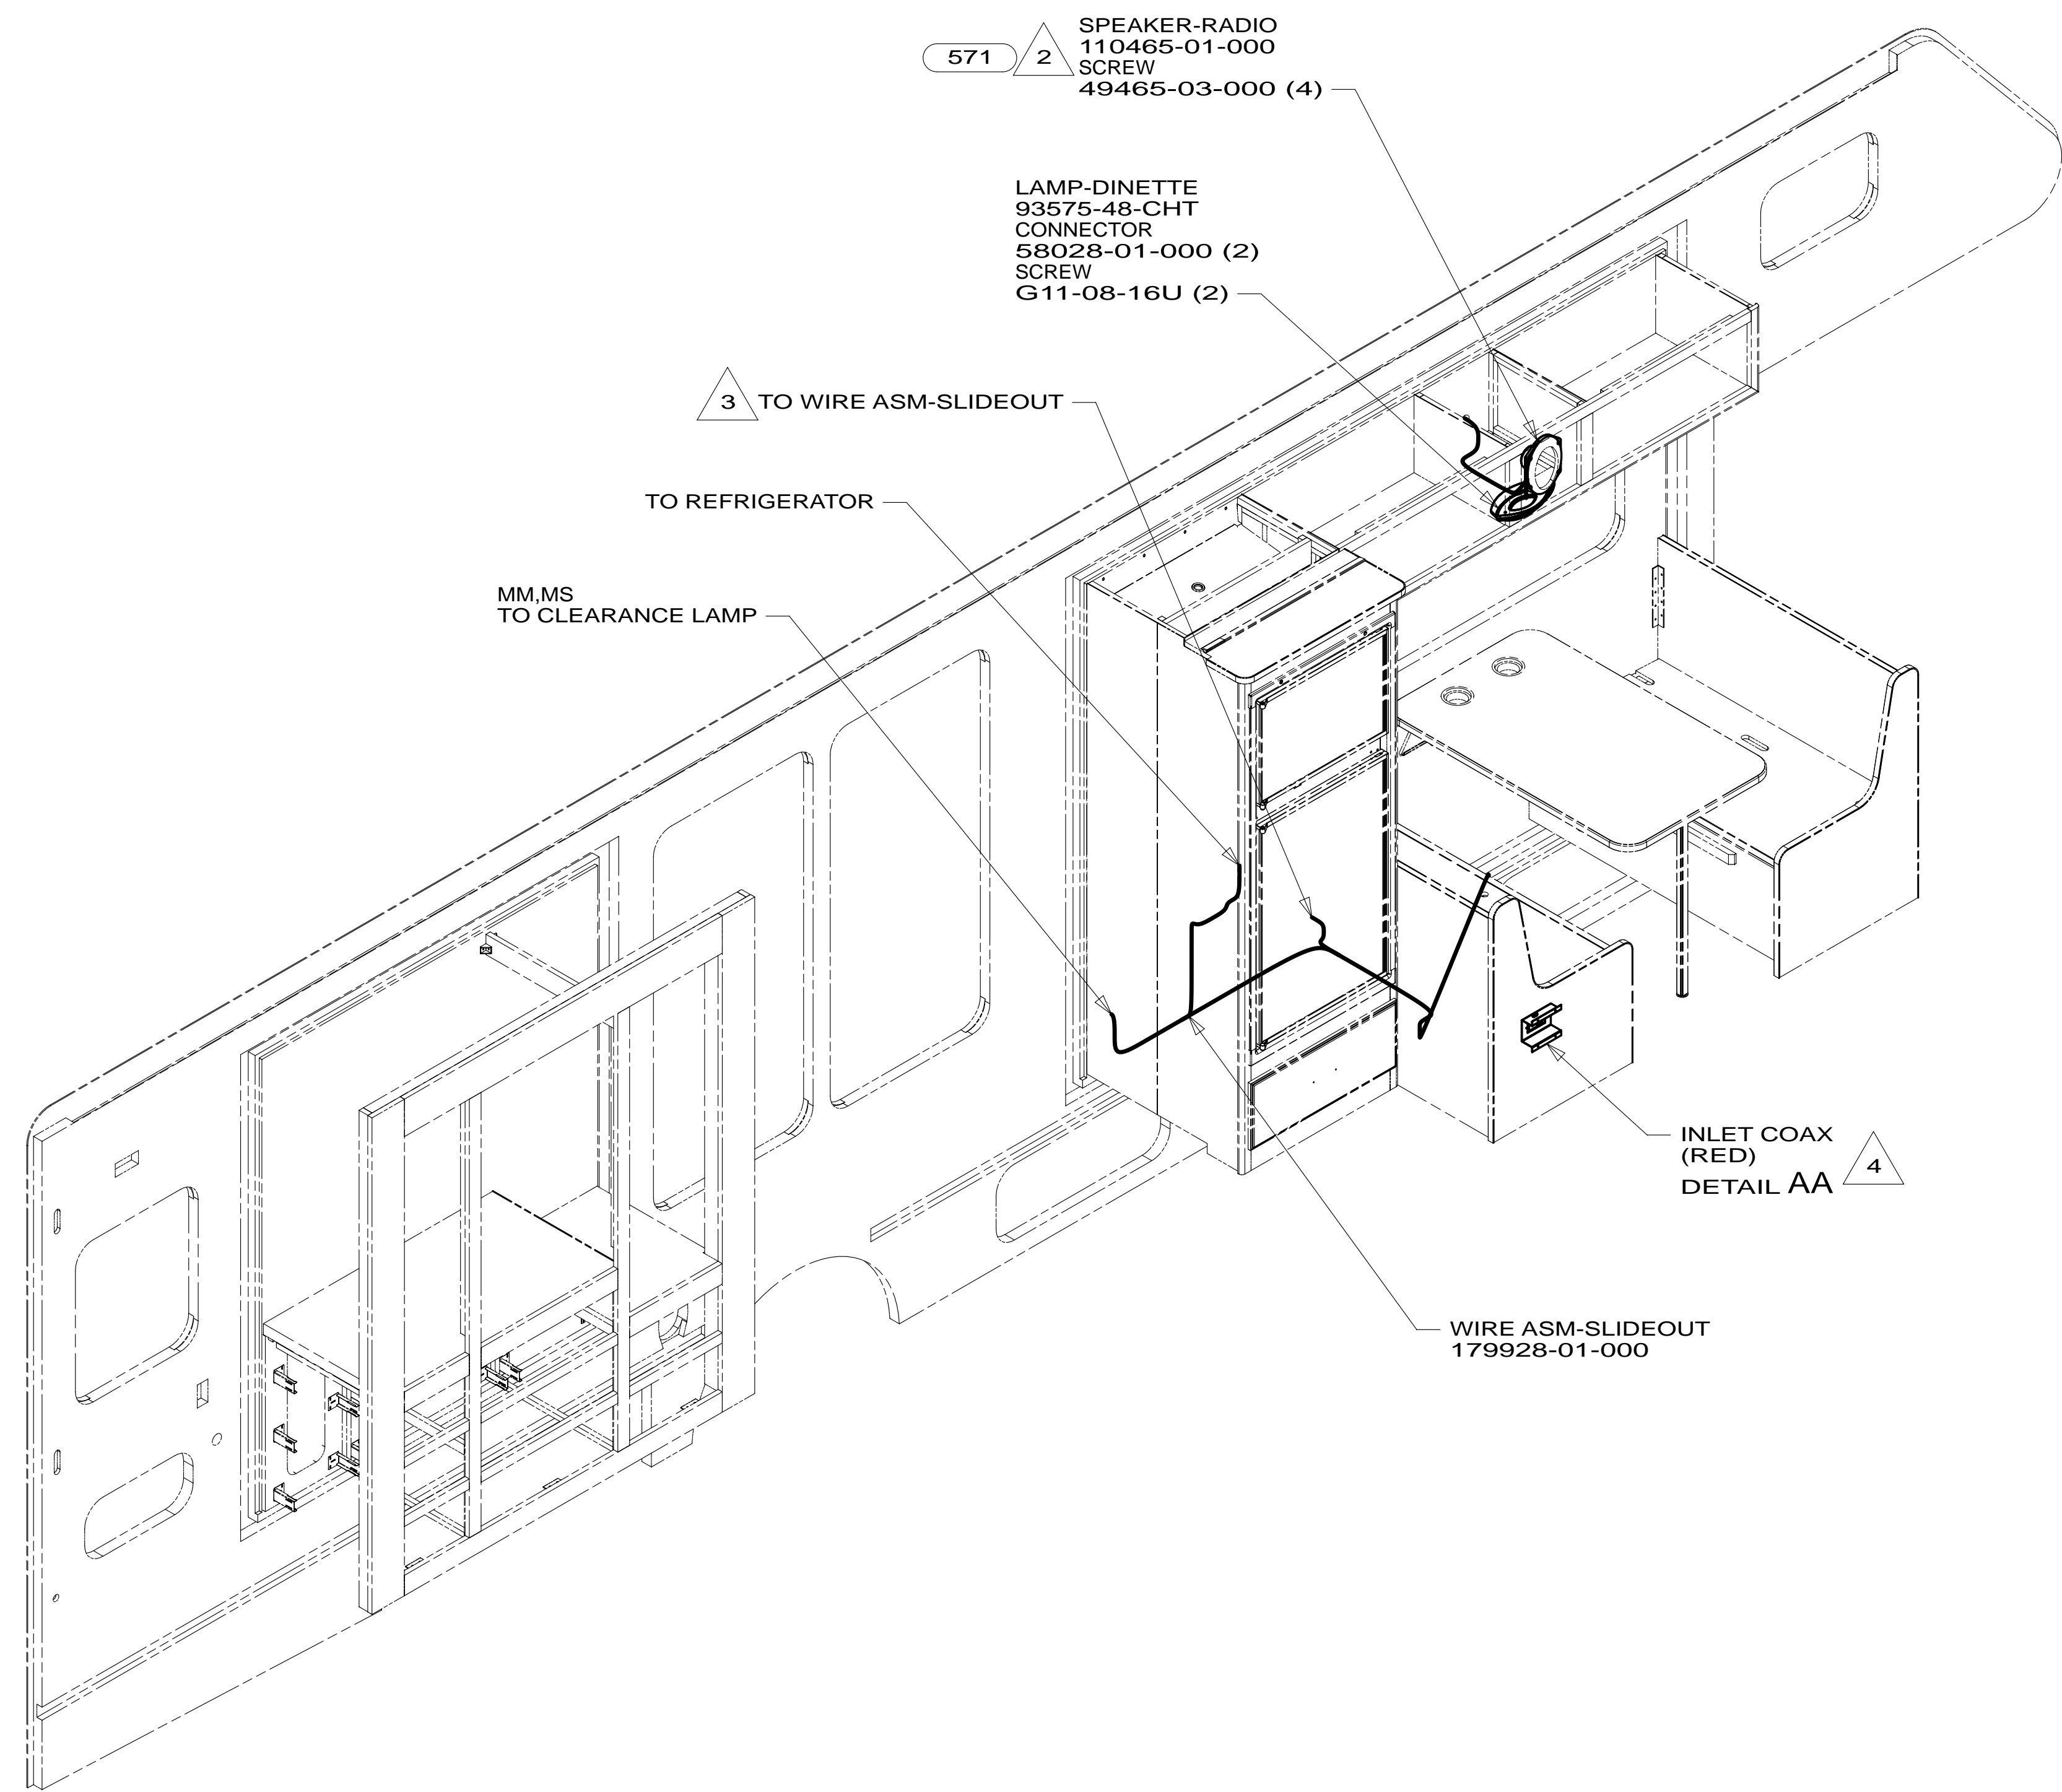 571
2
SPEAKER-RADIO
110465-01-000
SCREW
49465-03-000 (4)
LAMP-DINETTE
93575-48-CHT
CONNECTOR
58028-01-000 (2)
SCREW
G11-08-16U (2)
3 TO WIRE ASM-SLIDEOUT
TO REFRIGERATOR
MM,MS
TO CLEARANCE LAMP
INLET COAX
(RED)
DETAIL AA
4
WIRE ASM-SLIDEOUT
179928-01-000